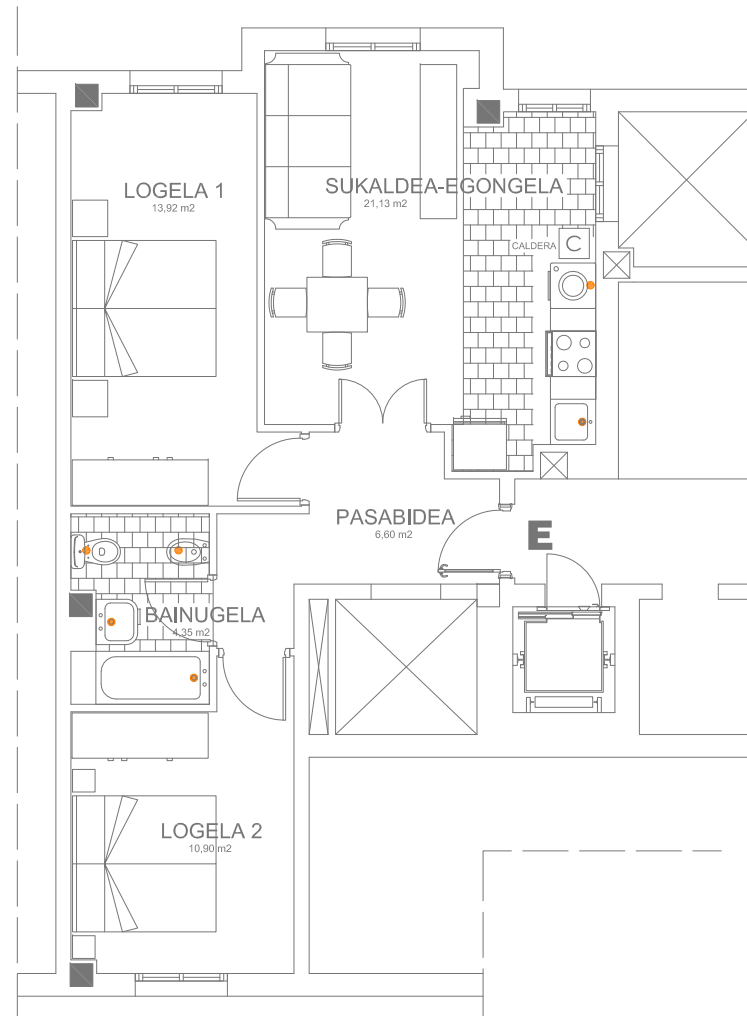 LOGELA 1
13,92 m2
SUKALDEA-EGONGELA
21,13 m2
CALDERA
C
PASABIDEA
6,60 m2
E
BAINUGELA
4,35 m2
LOGELA 2
10,90 m2